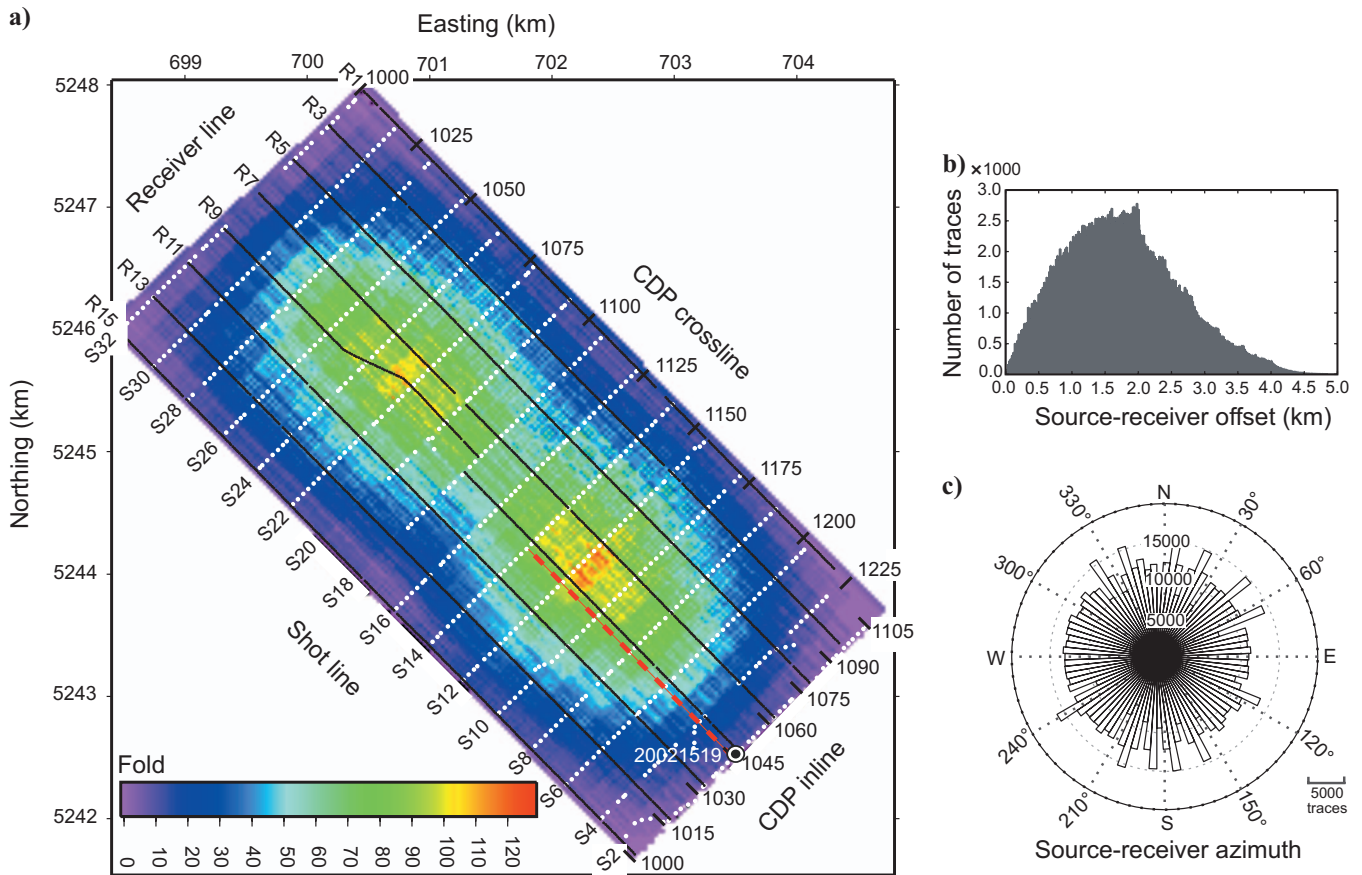 a)
Easting (km)
699 700 701 702 703 704
Northing (km)
5248
5247
5246
5245
5244
5243
5242
Receiver line
R1
R3
R5
R7
R9
R11
R13
R15
CDP crossline
1000
1025
1050
1075
1100
1125
1150
1175
1200
1225
Shot line
S32
S30
S28
S26
S24
S22
S20
S18
S16
S14
S12
S10
S8
S6
S4
S2
CDP inline
1105
1090
1075
1060
1045
1030
1015
1000
20021519
Fold
0 10 20 30 40 50 60 70 80 90 100 110 120
b)
×1000
Number of traces
3.0
2.5
2.0
1.5
1.0
0.5
0.0
0.0 0.5 1.0 1.5 2.0 2.5 3.0 3.5 4.0 4.5 5.0
Source-receiver offset (km)
c)
N
30°
60°
E
120°
150°
S
210°
240°
W
300°
330°
15000
10000
5000
5000
traces
Source-receiver azimuth